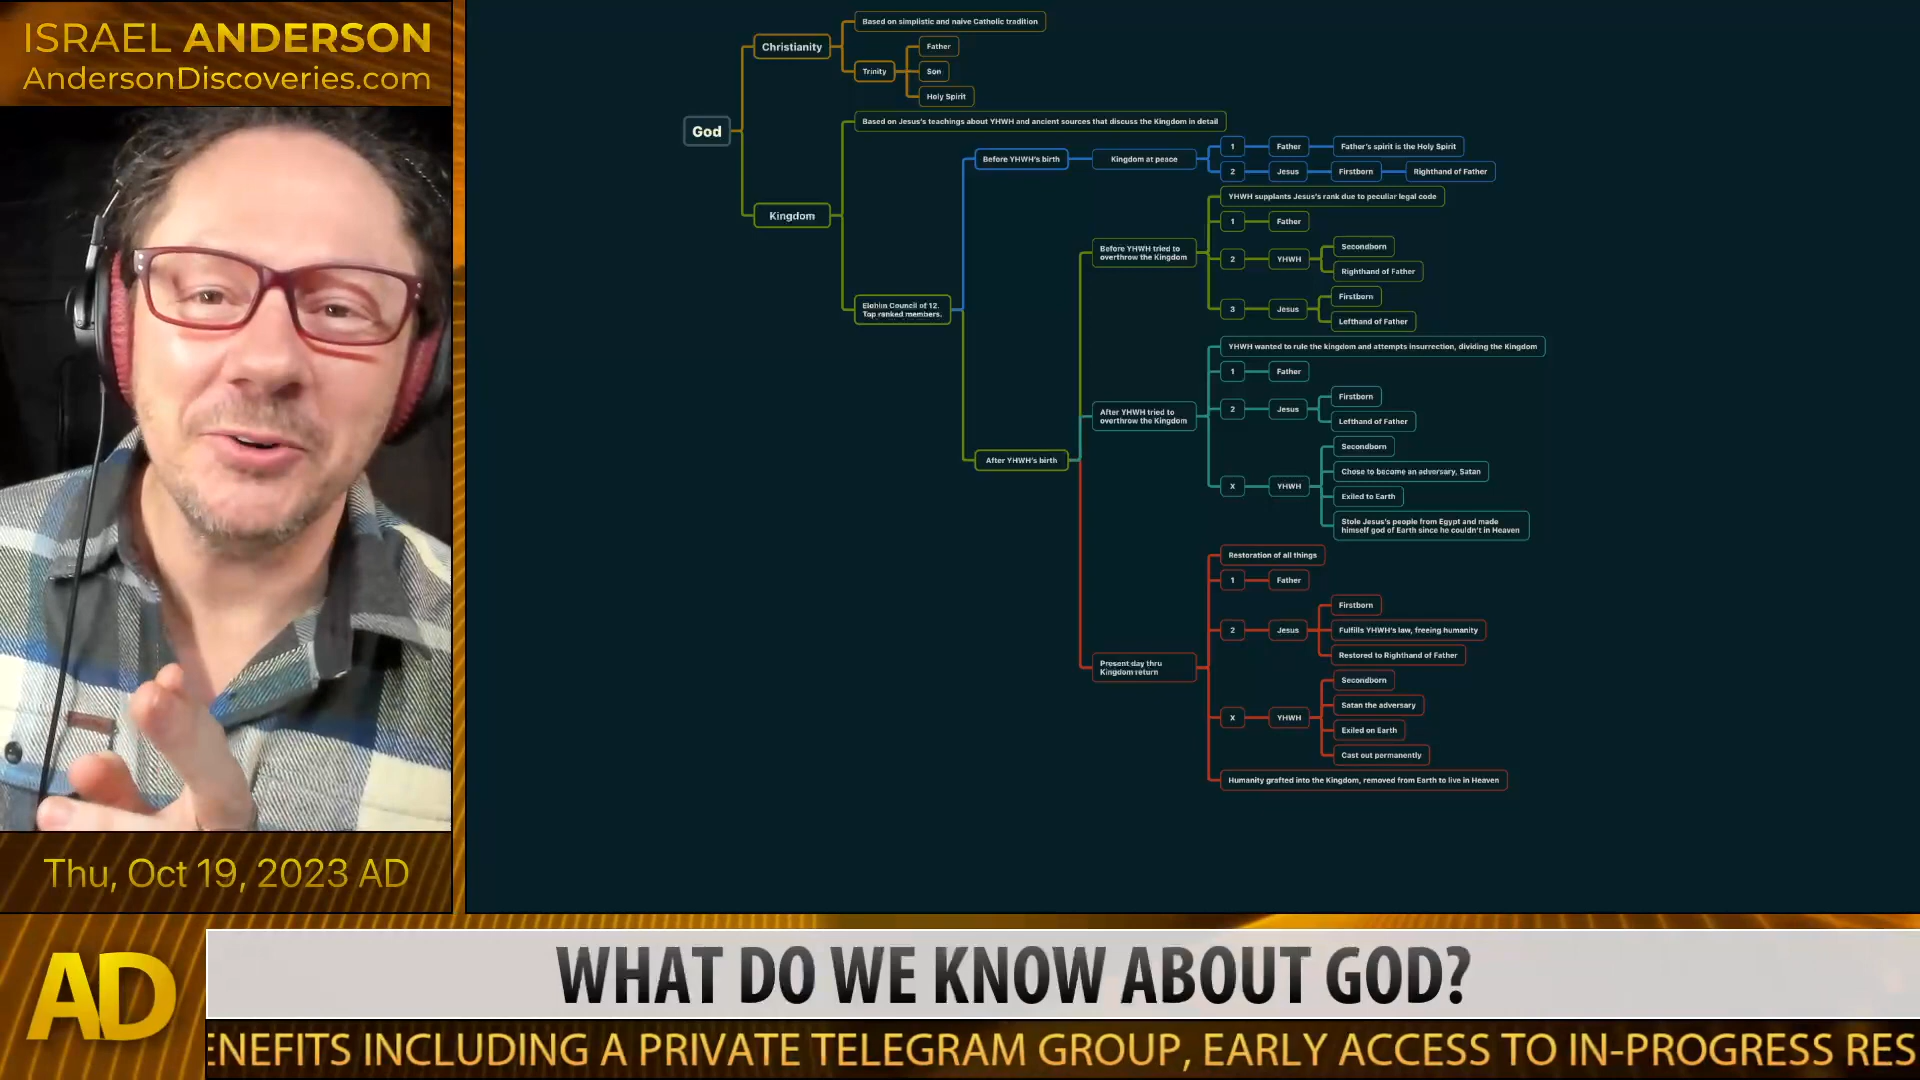 ISRAEL ANDERSON
AndersonDiscoveries.com
God
Christianity
Based on simplistic and naive Catholic tradition
Trinity
Father
Son
Holy Spirit
Kingdom
Based on Jesus's teachings about YHWH and ancient sources that discuss the Kingdom in detail
Elohim Council of 12.
Top ranked members.
Before YHWH's birth
Kingdom at peace
1
Father
Father's spirit is the Holy Spirit
2
Jesus
Firstborn
Righthand of Father
After YHWH's birth
Before YHWH tried to
overthrow the Kingdom
YHWH supplants Jesus's rank due to peculiar legal code
1
Father
2
YHWH
Secondborn
Righthand of Father
3
Jesus
Firstborn
Lefthand of Father
After YHWH tried to
overthrow the Kingdom
YHWH wanted to rule the kingdom and attempts insurrection, dividing the Kingdom
1
Father
2
Jesus
Firstborn
Lefthand of Father
X
YHWH
Secondborn
Chose to become an adversary, Satan
Exiled to Earth
Stole Jesus's people from Egypt and made
himself god of Earth since he couldn't in Heaven
Present day thru
Kingdom return
Restoration of all things
1
Father
2
Jesus
Firstborn
Fulfills YHWH's law, freeing humanity
Restored to Righthand of Father
X
YHWH
Secondborn
Satan the adversary
Exiled on Earth
Cast out permanently
Humanity grafted into the Kingdom, removed from Earth to live in Heaven
Thu, Oct 19, 2023 AD
AD
WHAT DO WE KNOW ABOUT GOD?
ENEFITS INCLUDING A PRIVATE TELEGRAM GROUP, EARLY ACCESS TO IN-PROGRESS RES